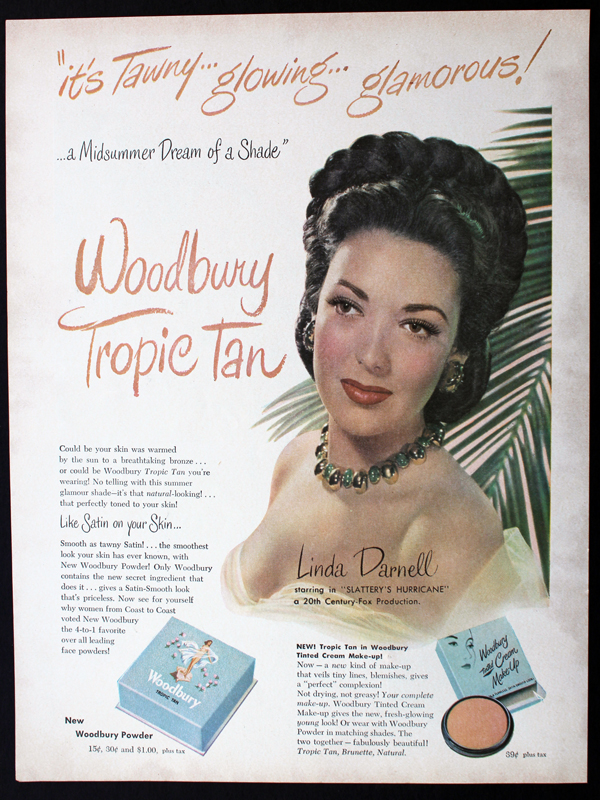 "it's Tawny... glowing... glamorous!
...a Midsummer Dream of a Shade"
Woodbury
Tropic Tan
Could be your skin was warmed
by the sun to a breathtaking bronze...
or could be Woodbury Tropic Tan you're
wearing! No telling with this summer
glamour shade—it's that natural-looking!...
that perfectly toned to your skin!
Like Satin on your Skin...
Smooth as tawny Satin!...the smoothest
look your skin has ever known, with
New Woodbury Powder! Only Woodbury
contains the new secret ingredient that
does it...gives a Satin-Smooth look
that's priceless. Now see for yourself
why women from Coast to Coast
voted New Woodbury
the 4-to-1 favorite
over all leading
face powders!
Woodbury
TROPIC TAN
New
Woodbury Powder
15¢, 30¢ and $1.00, plus tax
Linda Darnell
starring in "SLATTERY'S HURRICANE"
a 20th Century-Fox Production.
NEW! Tropic Tan in Woodbury
Tinted Cream Make-up!
Now—a new kind of make-up
that veils tiny lines, blemishes, gives
a "perfect" complexion!
Not drying, not greasy! Your complete
make-up. Woodbury Tinted Cream
Make-up gives the new, fresh-glowing
young look! Or wear with Woodbury
Powder in matching shades. The
two together—fabulously beautiful!
Tropic Tan, Brunette, Natural.
Woodbury
Tinted Cream
Make-Up
39¢ plus tax